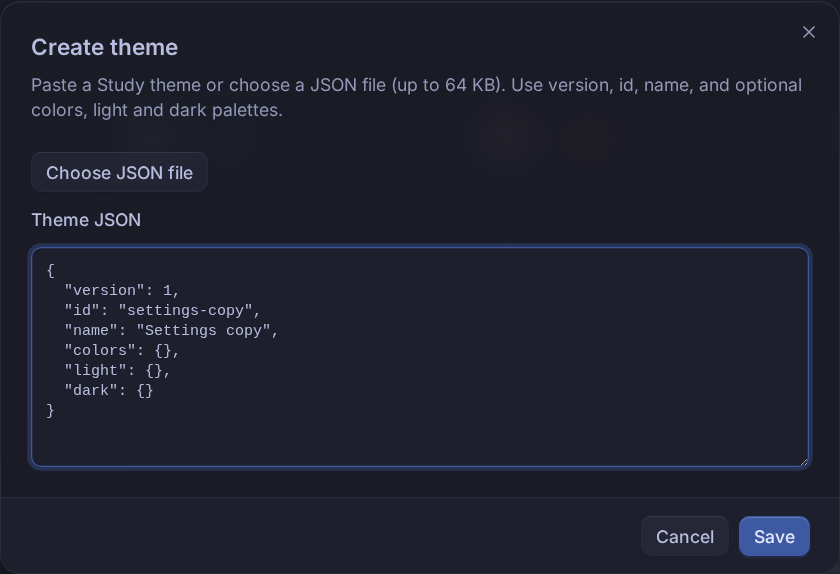 Create theme
Paste a Study theme or choose a JSON file (up to 64 KB). Use version, id, name, and optional
colors, light and dark palettes.
Choose JSON file
Theme JSON
{
  "version": 1,
  "id": "settings-copy",
  "name": "Settings copy",
  "colors": {},
  "light": {},
  "dark": {}
}
Cancel
Save